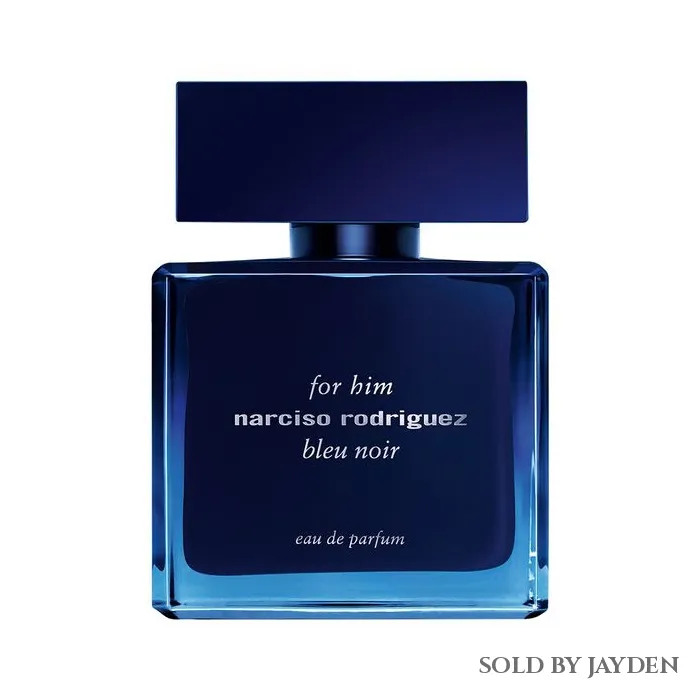 for him
narciso rodriguez
bleu noir
eau de parfum
SOLD BY JAYDEN